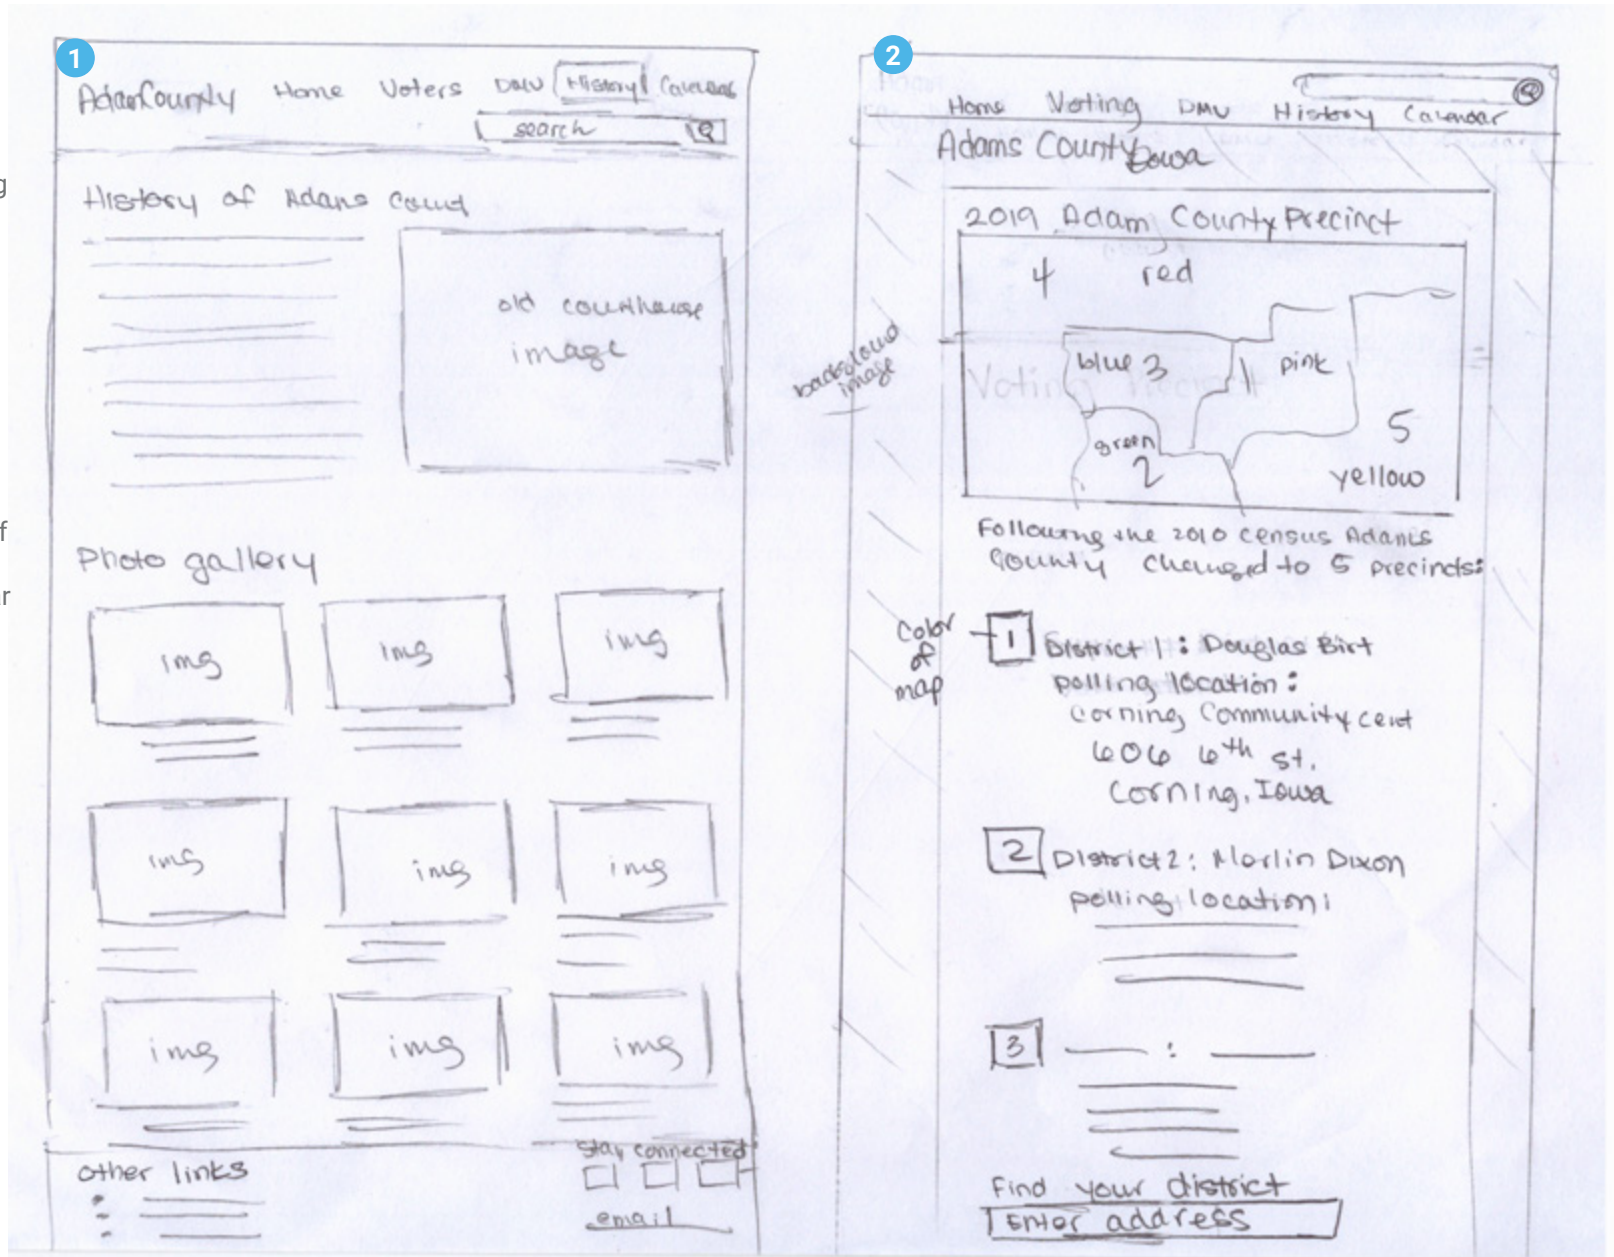 1
AdamCounty Home Voters DMV History Calendar
search
History of Adams Count
old courthouse
image
Photo gallery
img img img
img img img
img img img
other links
Stay connected
email
g
f
r
2
Home Voting DMV History Calendar
Adams County Iowa
2019 Adam County Precinct
4 red
blue 3 1 pink
Voting Precinct
green
2
5
yellow
background
image
Following the 2010 census Adams
County changed to 5 precincts:
Color
of
map
1 District 1: Douglas Birt
polling location:
Corning Community cent
606 6th st.
Corning, Iowa
2 District 2: Merlin Dixon
polling location:
3 :
Find your district
Enter address